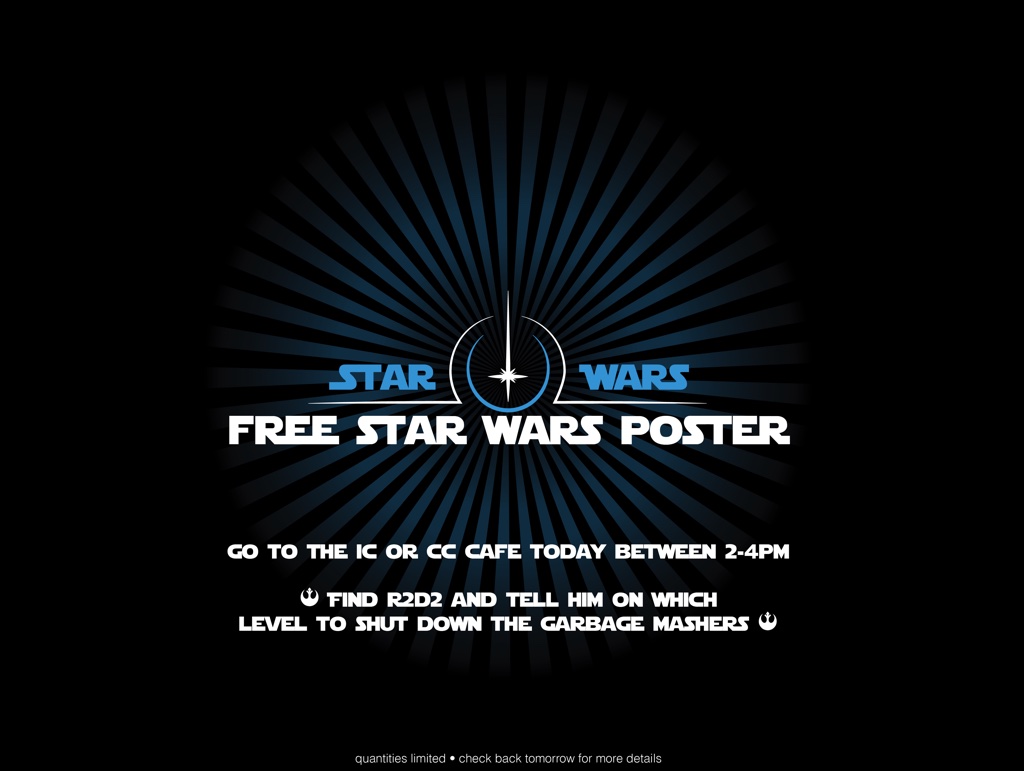 STAR WARS
FREE STAR WARS POSTER
GO TO THE IC OR CC CAFE TODAY BETWEEN 2-4PM
FIND R2D2 AND TELL HIM ON WHICH
LEVEL TO SHUT DOWN THE GARBAGE MASHERS
quantities limited • check back tomorrow for more details